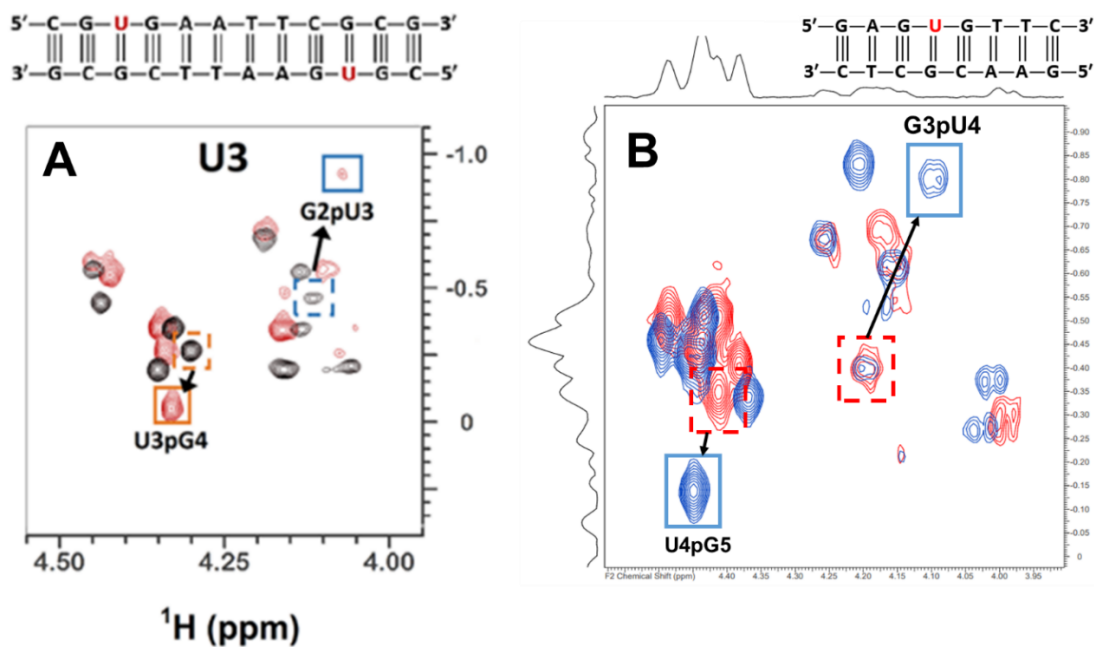 5′ C G U G A A T T C G C G 3′
3′ G C G C T T A A G U G C 5′
5′ G A G U G T T C 3′
3′ C T C G C A A G 5′
A
U3
G2pU3
U3pG4
-1.0
-0.5
0
4.50
4.25
4.00
¹H (ppm)
B
G3pU4
U4pG5
-0.90
-0.85
-0.80
-0.75
-0.70
-0.65
-0.60
-0.55
-0.50
-0.45
-0.40
-0.35
-0.30
-0.25
-0.20
-0.15
-0.10
-0.05
0
4.40
4.35
4.30
4.25
4.20
4.15
4.10
4.05
4.00
3.95
F2 Chemical Shift (ppm)